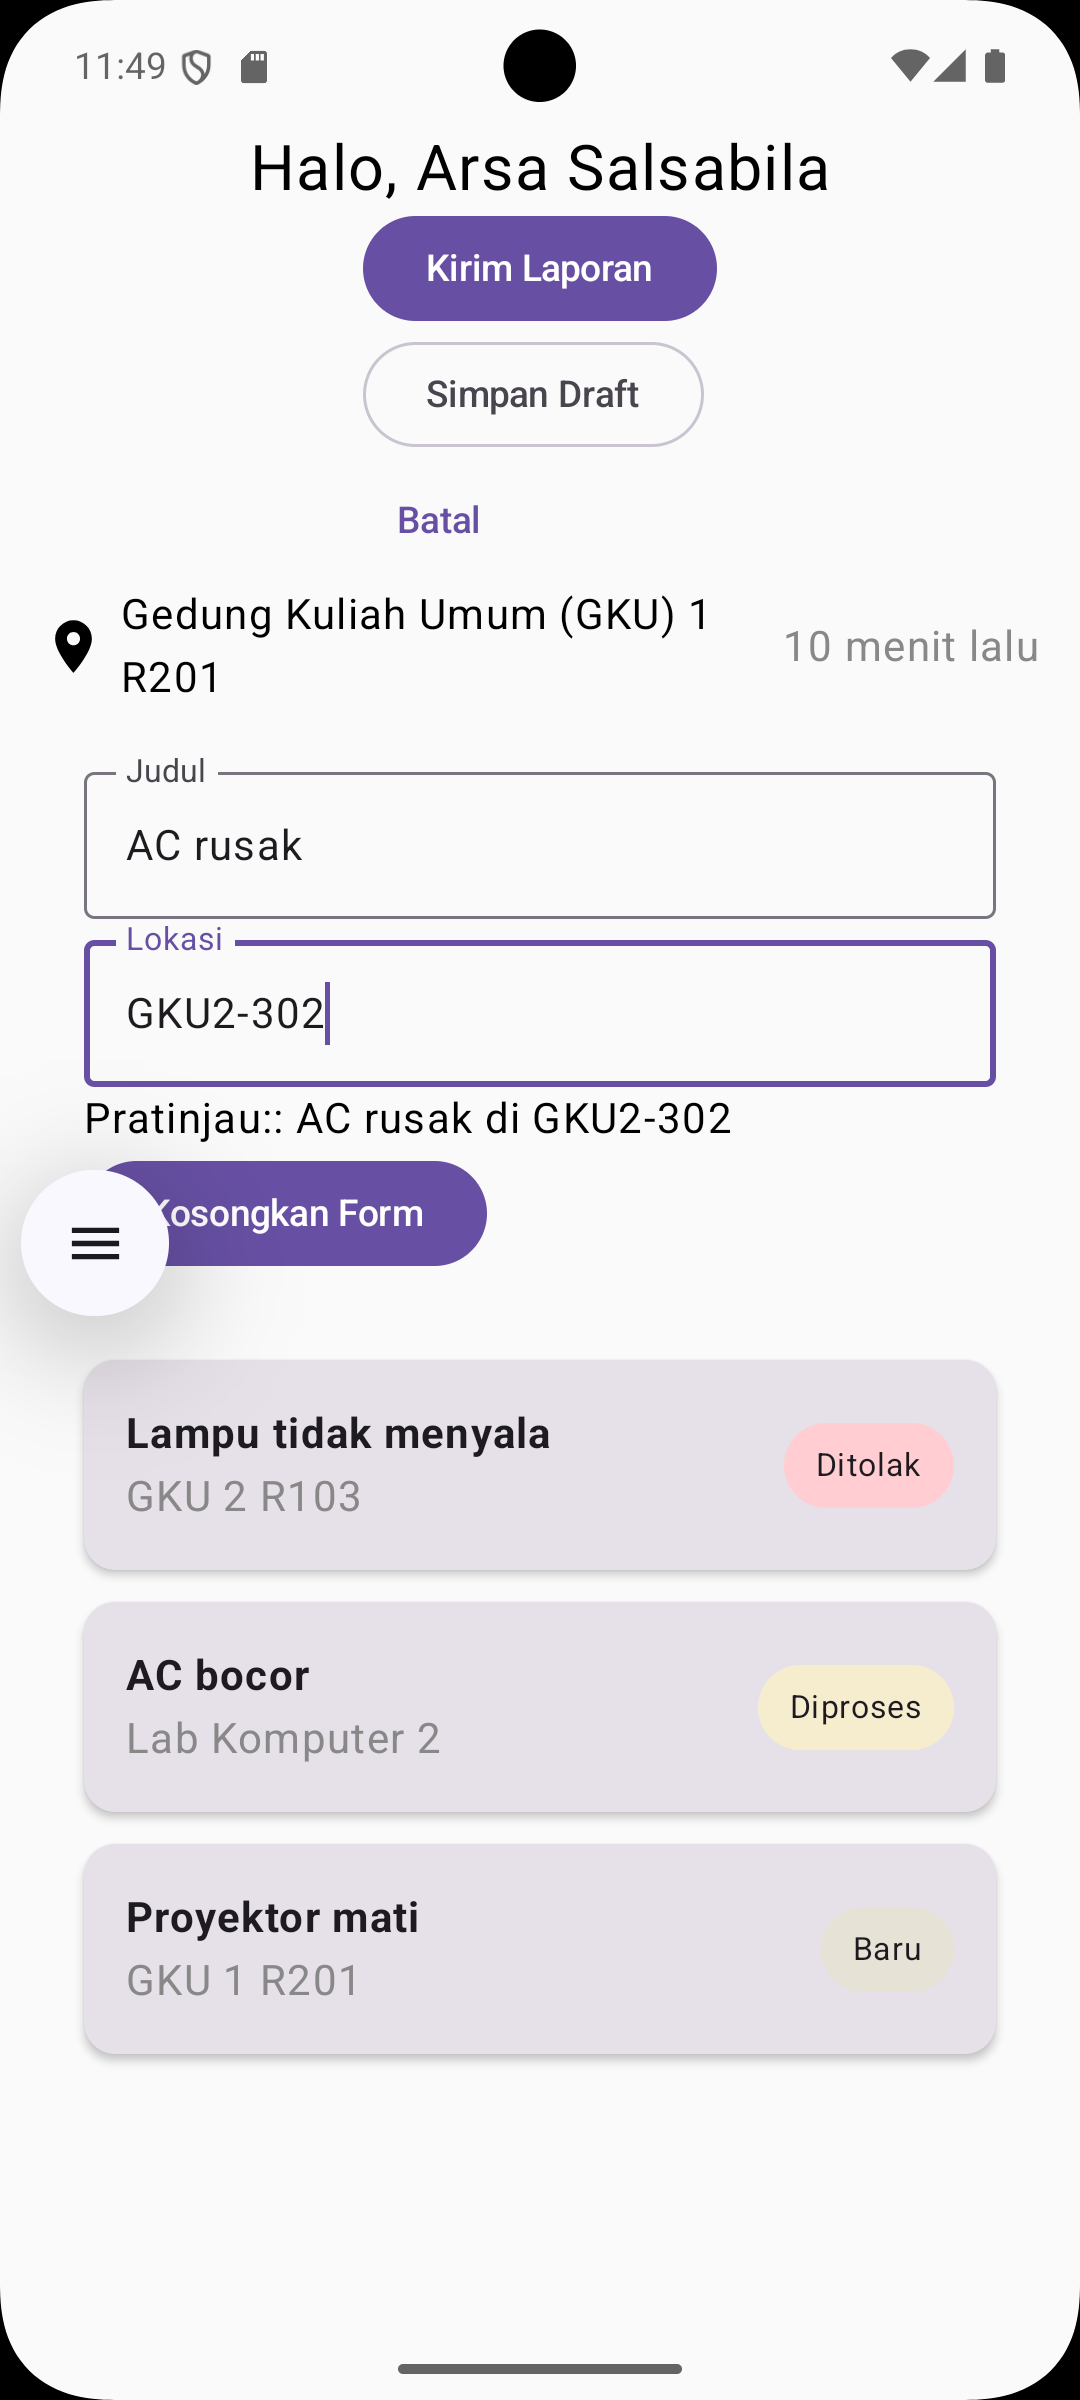 11:49
Halo, Arsa Salsabila
Kirim Laporan
Simpan Draft
Batal
Gedung Kuliah Umum (GKU) 1
R201
10 menit lalu
Judul
AC rusak
Lokasi
GKU2-302
Pratinjau:: AC rusak di GKU2-302
Kosongkan Form
Lampu tidak menyala
GKU 2 R103
Ditolak
AC bocor
Lab Komputer 2
Diproses
Proyektor mati
GKU 1 R201
Baru